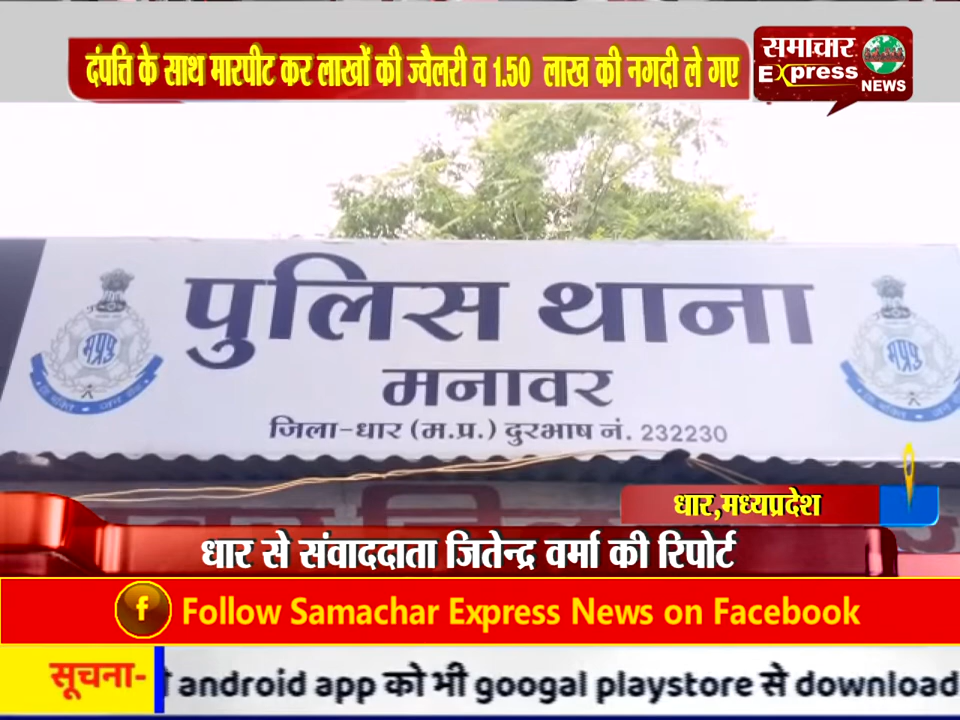 दंपत्ति के साथ मारपीट कर लाखों की ज्वैलरी व 1.50 लाख की नगदी ले गए
समाचार
Express
NEWS
पुलिस थाना
मनावर
जिला-धार (म.प्र.) दुरभाष नं. 232230
धार,मध्यप्रदेश
धार से संवाददाता जितेन्द्र वर्मा की रिपोर्ट
f Follow Samachar Express News on Facebook
सूचना- android app को भी googal playstore से download